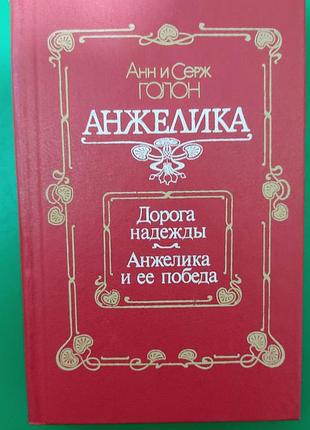 Анн и Серж
ГОЛОН
АНЖЕЛИКА
Дорога
надежды
Анжелика
и ее победа